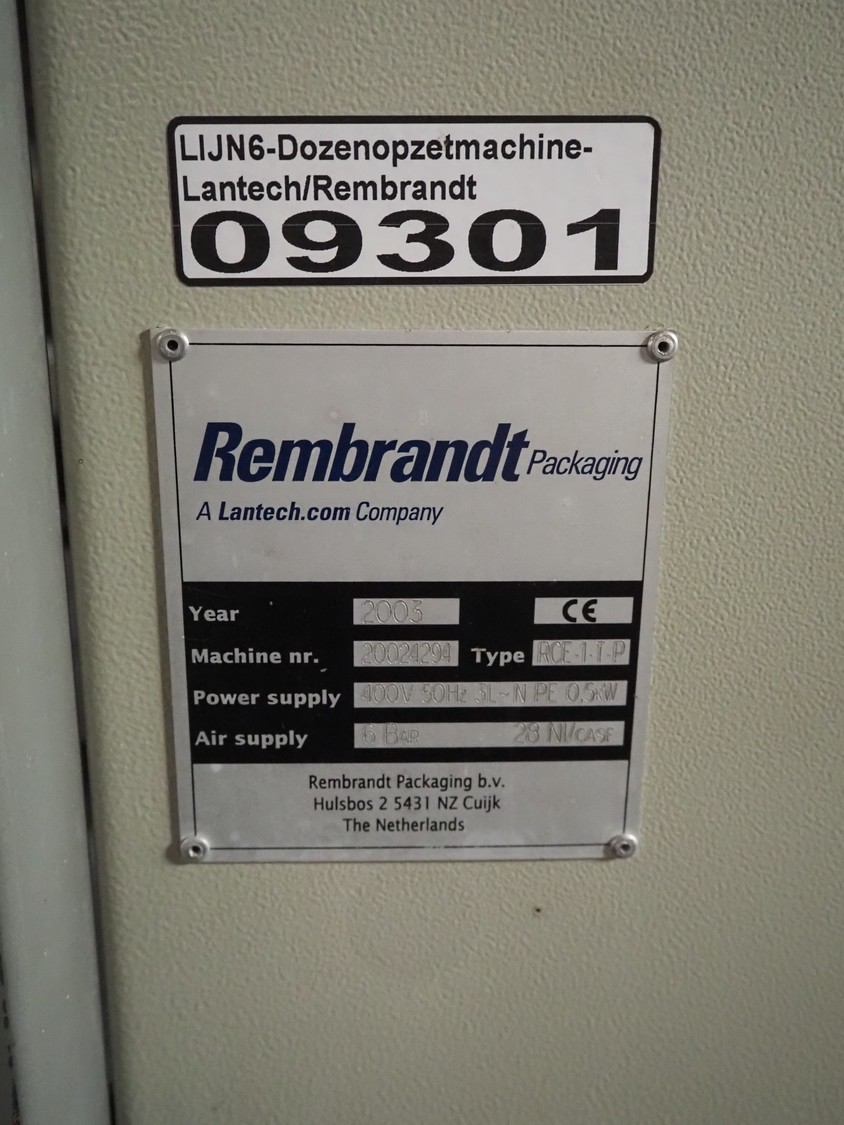 LIJN6-Dozenopzetmachine-
Lantech/Rembrandt
09301
Rembrandt Packaging
A Lantech.com Company
Year 2003 CE
Machine nr. 20024294 Type RCE-1-T-P
Power supply 400V 50Hz 3L~N PE 0.5kW
Air supply 6 BAR 28 Nl/CASE
Rembrandt Packaging b.v.
Hulsbos 2 5431 NZ Cuijk
The Netherlands